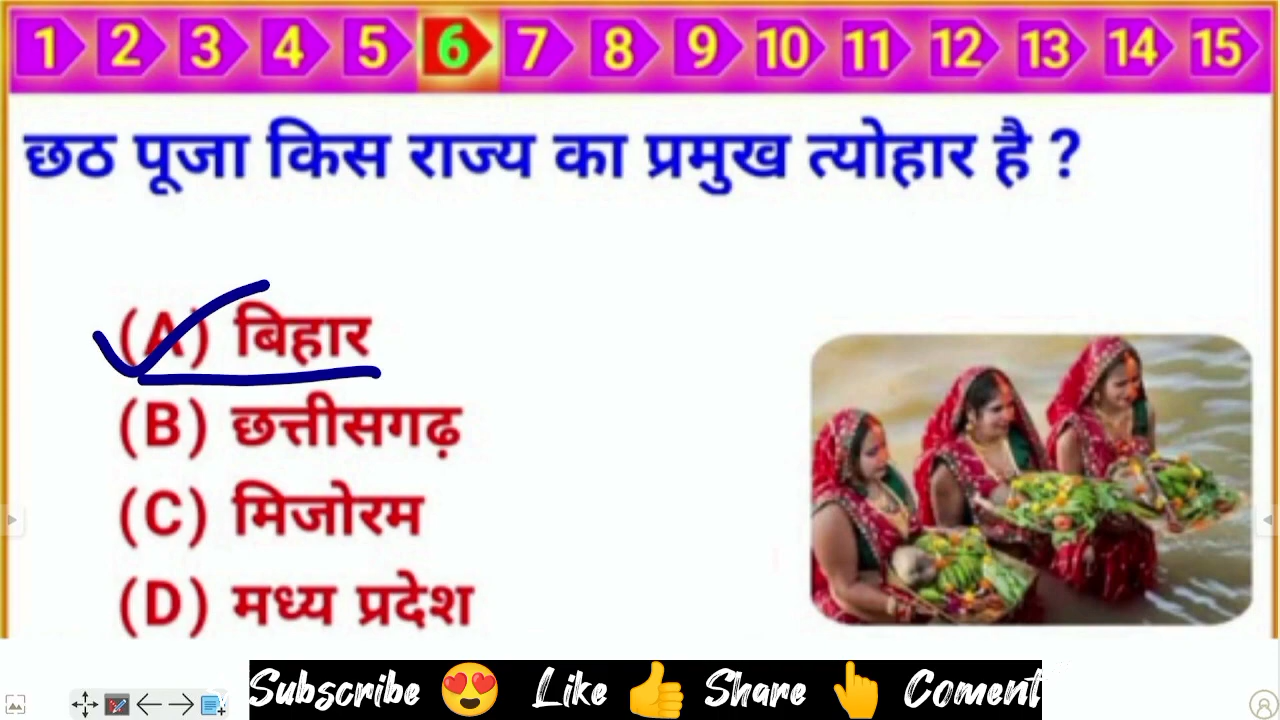 1 2 3 4 5 6 7 8 9 10 11 12 13 14 15
छठ पूजा किस राज्य का प्रमुख त्योहार है ?
(A) बिहार
(B) छत्तीसगढ़
(C) मिजोरम
(D) मध्य प्रदेश
Subscribe 😍 Like 👍 Share 👆 Coment